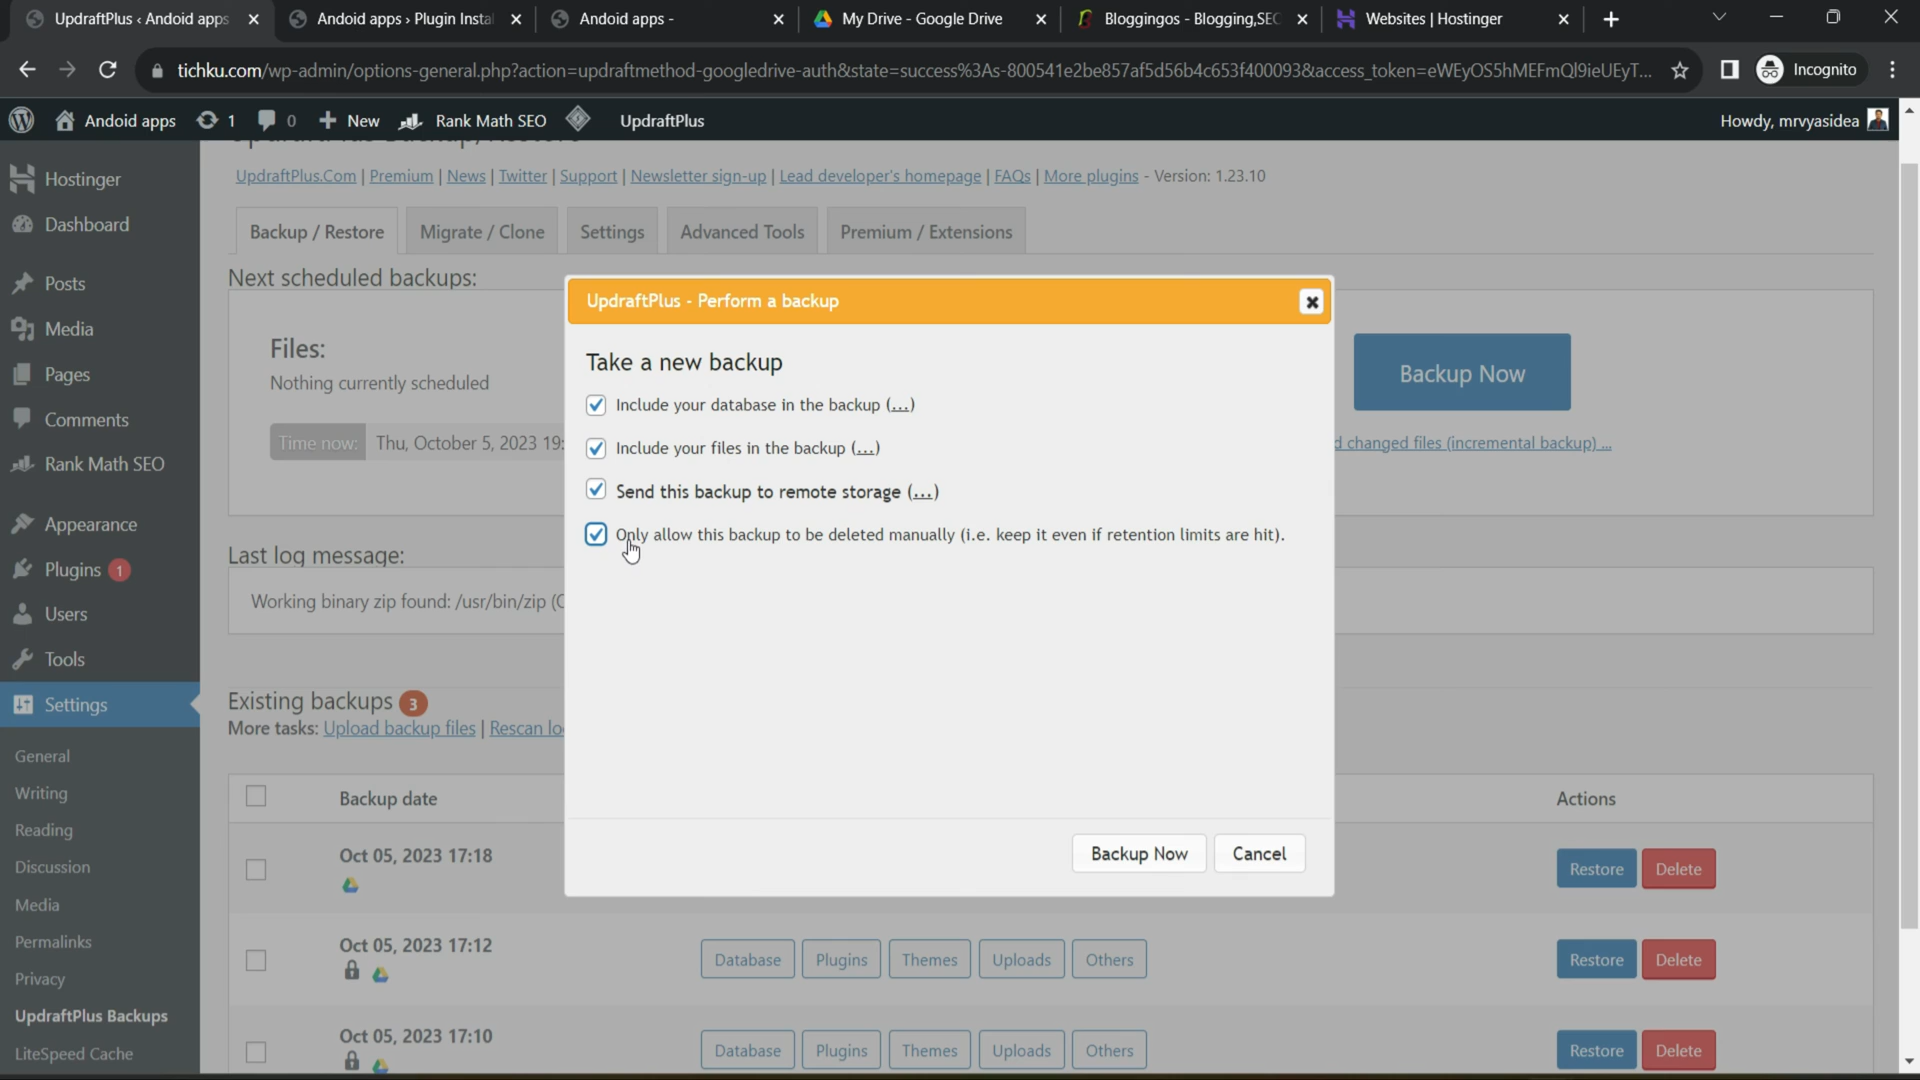 UpdraftPlus ‹ Andoid apps
Andoid apps › Plugin Insta
Andoid apps -
My Drive - Google Drive
Bloggingos - Blogging,SEO
Websites | Hostinger
tichku.com/wp-admin/options-general.php?action=updraftmethod-googledrive-auth&state=success%3As-800541e2be857af5d56b4c653f400093&access_token=eWEyOS5hMEFmQl9ieUEyT...
Incognito
Andoid apps
1
0
New
Rank Math SEO
UpdraftPlus
Howdy, mrvyasidea
Hostinger
Dashboard
Posts
Media
Pages
Comments
Rank Math SEO
Appearance
Plugins 1
Users
Tools
Settings
General
Writing
Reading
Discussion
Media
Permalinks
Privacy
UpdraftPlus Backups
LiteSpeed Cache
UpdraftPlus.Com | Premium | News | Twitter | Support | Newsletter sign-up | Lead developer's homepage | FAQs | More plugins - Version: 1.23.10
Backup / Restore
Migrate / Clone
Settings
Advanced Tools
Premium / Extensions
Next scheduled backups:
Files:
Nothing currently scheduled
Time now: Thu, October 5, 2023 19:
Backup Now
d changed files (incremental backup) ...
Last log message:
Working binary zip found: /usr/bin/zip
Existing backups 3
More tasks: Upload backup files | Rescan lo
Backup date
Actions
Oct 05, 2023 17:18
Restore
Delete
Oct 05, 2023 17:12
Database
Plugins
Themes
Uploads
Others
Restore
Delete
Oct 05, 2023 17:10
Database
Plugins
Themes
Uploads
Others
Restore
Delete
UpdraftPlus - Perform a backup
Take a new backup
Include your database in the backup (...)
Include your files in the backup (...)
Send this backup to remote storage (...)
Only allow this backup to be deleted manually (i.e. keep it even if retention limits are hit).
Backup Now
Cancel